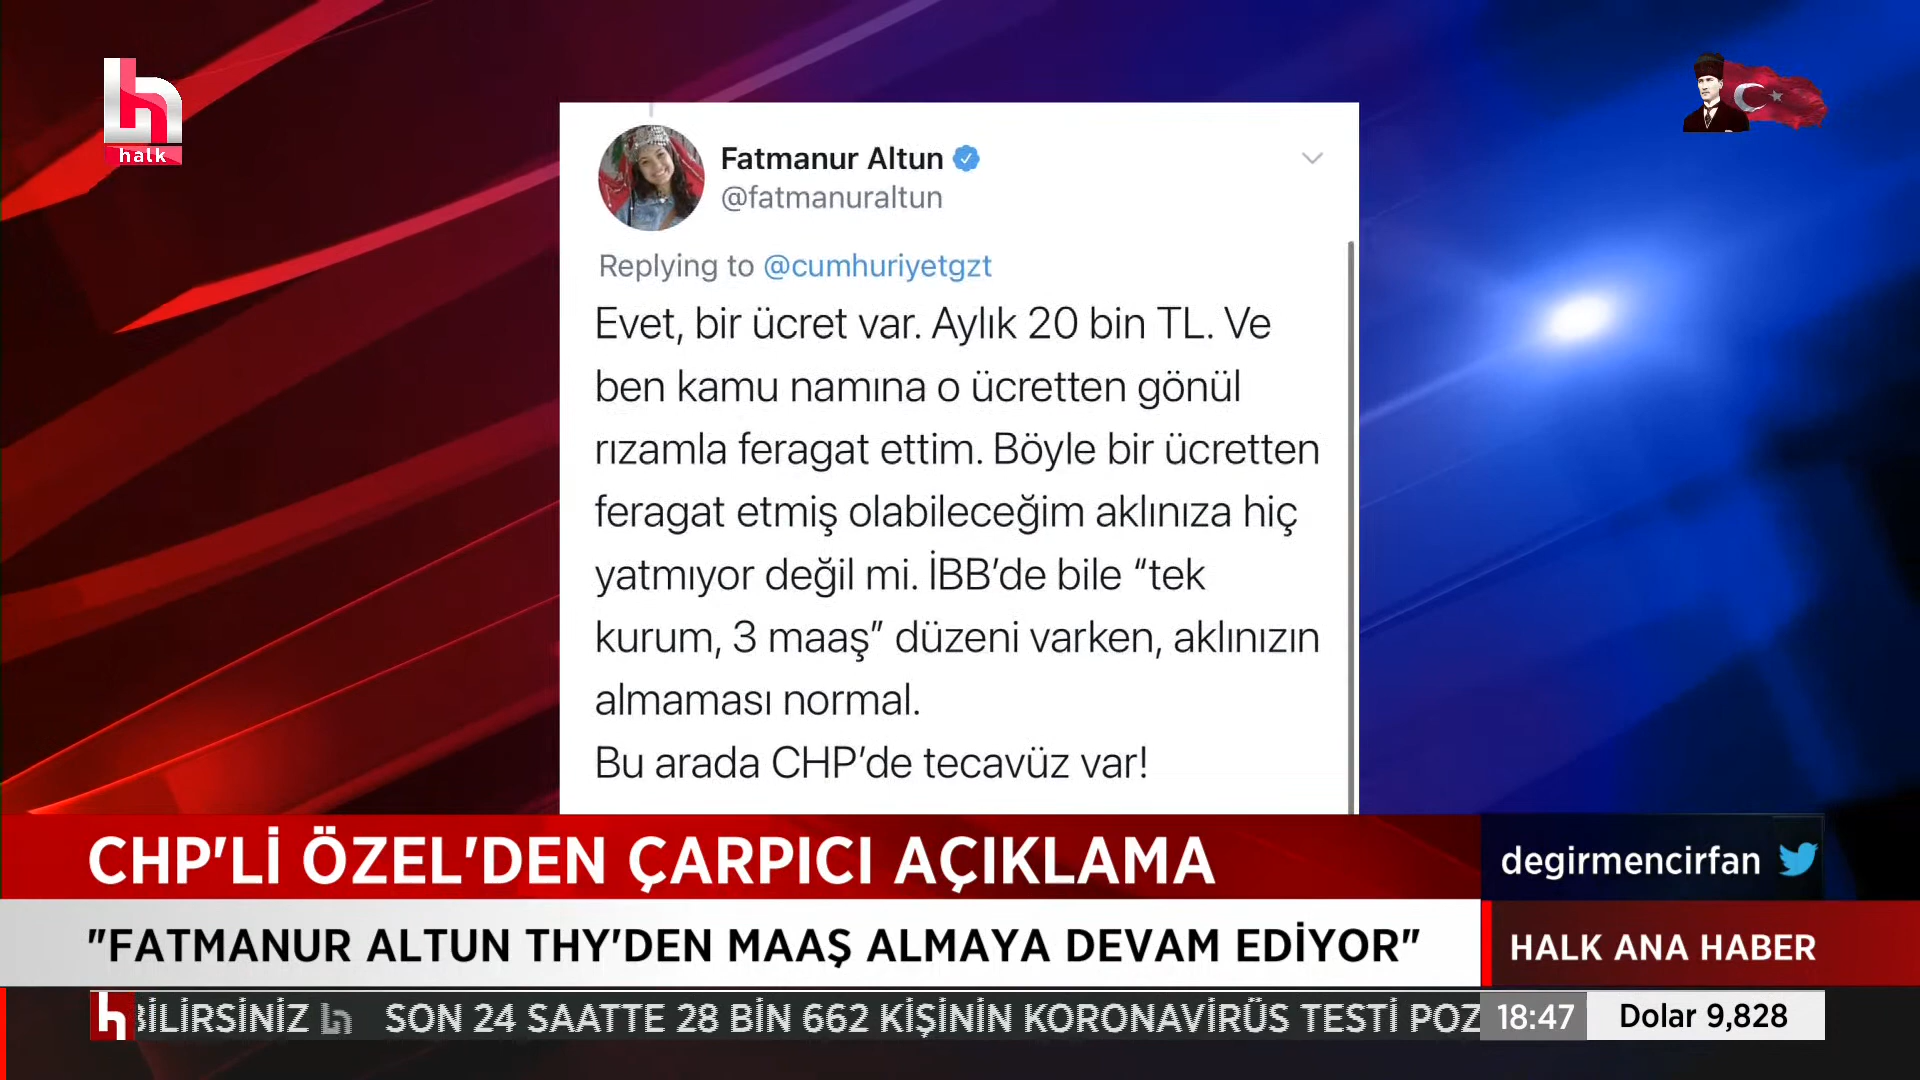 halk
Fatmanur Altun
@fatmanuraltun
Replying to @cumhuriyetgzt
Evet, bir ücret var. Aylık 20 bin TL. Ve
ben kamu namına o ücretten gönül
rızamla feragat ettim. Böyle bir ücretten
feragat etmiş olabileceğim aklınıza hiç
yatmıyor değil mi. İBB’de bile “tek
kurum, 3 maaş” düzeni varken, aklınızın
almaması normal.
Bu arada CHP’de tecavüz var!
CHP'Lİ ÖZEL'DEN ÇARPICI AÇIKLAMA
degirmencirfan
"FATMANUR ALTUN THY'DEN MAAŞ ALMAYA DEVAM EDİYOR"
HALK ANA HABER
BİLİRSİNİZ SON 24 SAATTE 28 BİN 662 KİŞİNİN KORONAVİRÜS TESTİ POZ
18:47
Dolar 9,828